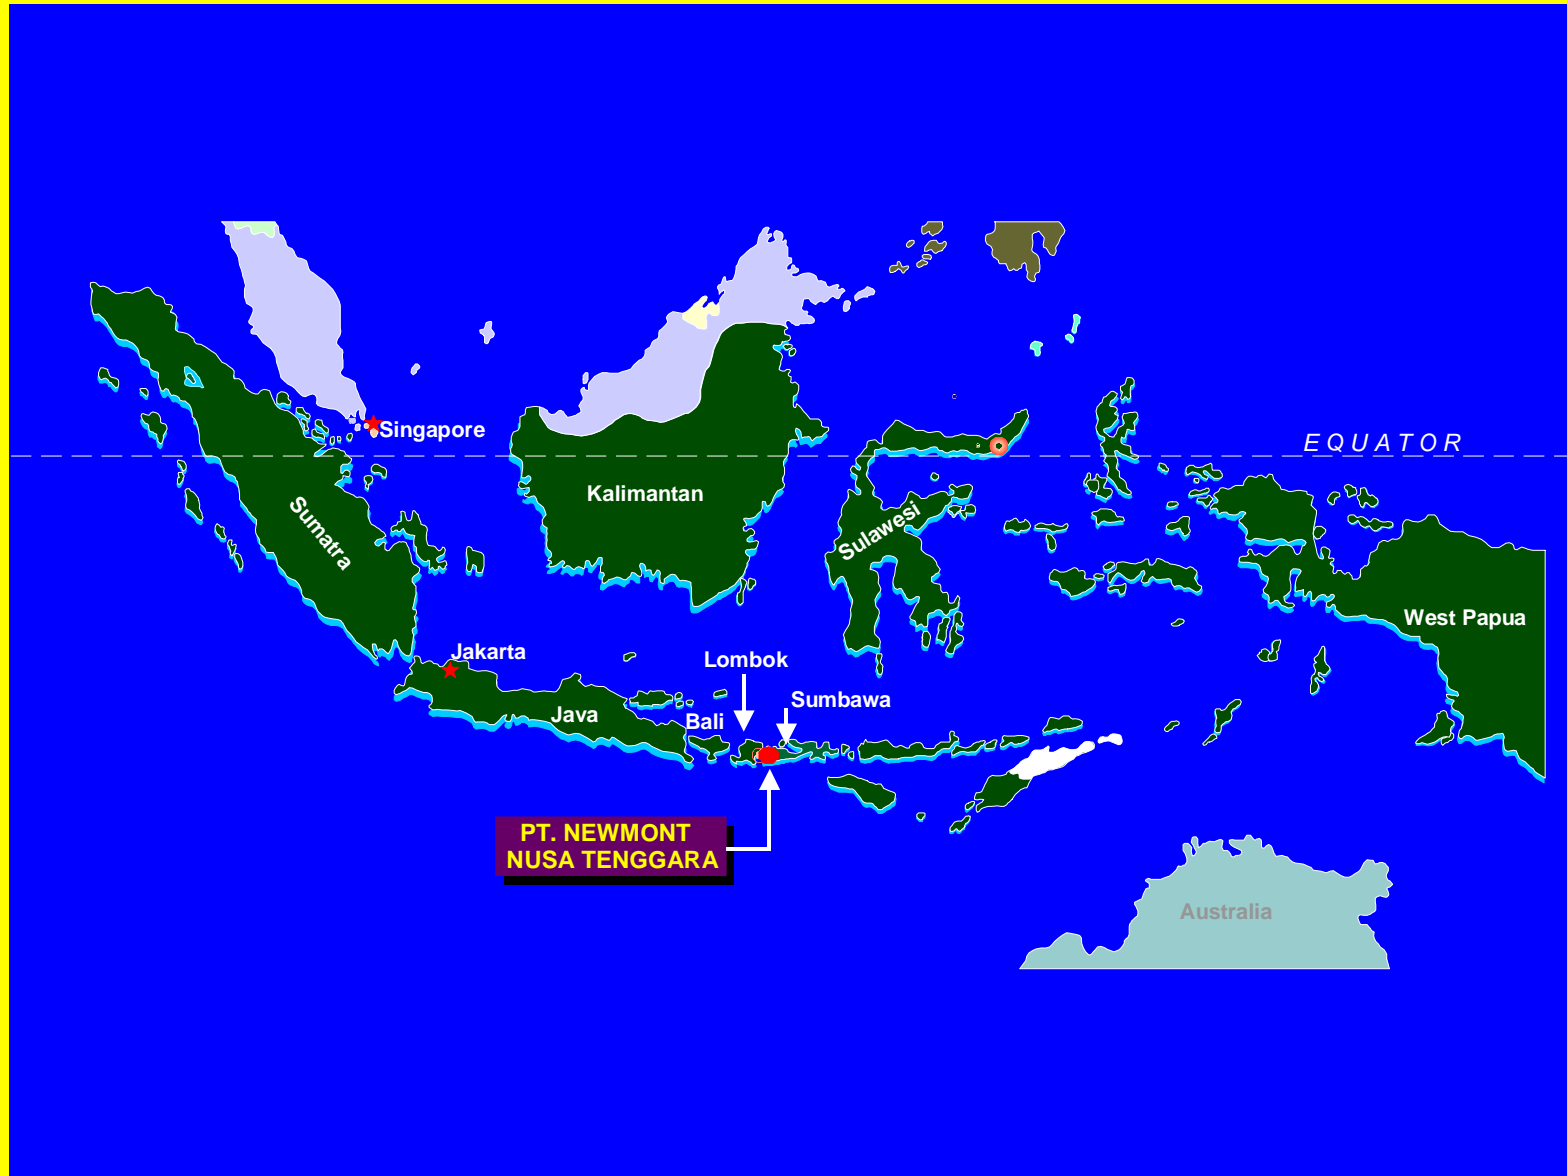 Singapore
EQUATOR
Kalimantan
Sumatra
Sulawesi
West Papua
Jakarta
Lombok
Sumbawa
Java
Bali
PT. NEWMONT
NUSA TENGGARA
Australia